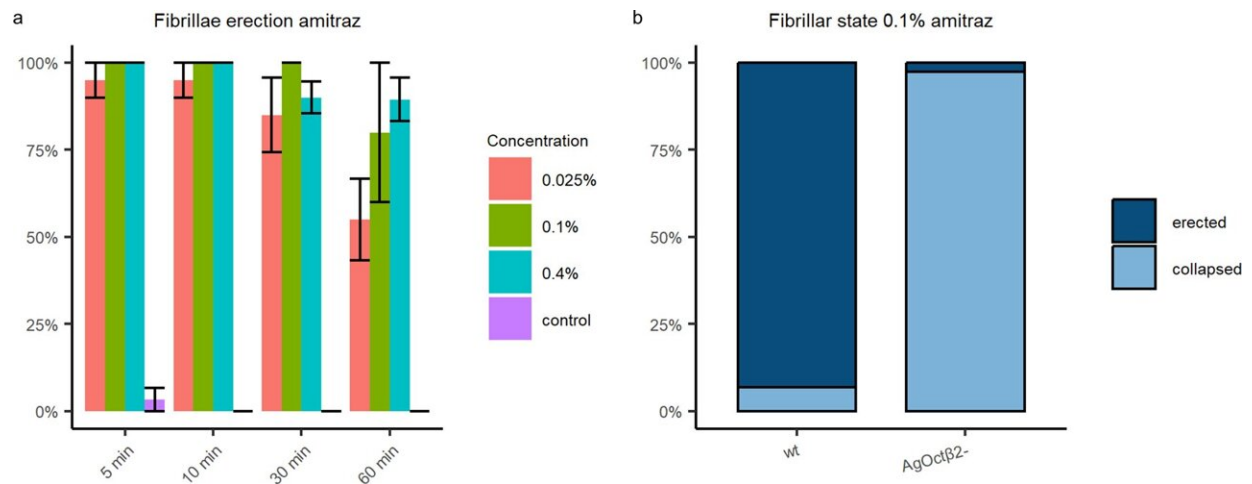 a
Fibrillae erection amitraz
100%
75%
50%
25%
0%
5 min
10 min
30 min
60 min
Concentration
0.025%
0.1%
0.4%
control
b
Fibrillar state 0.1% amitraz
100%
75%
50%
25%
0%
wt
AgOctβ2-
erected
collapsed